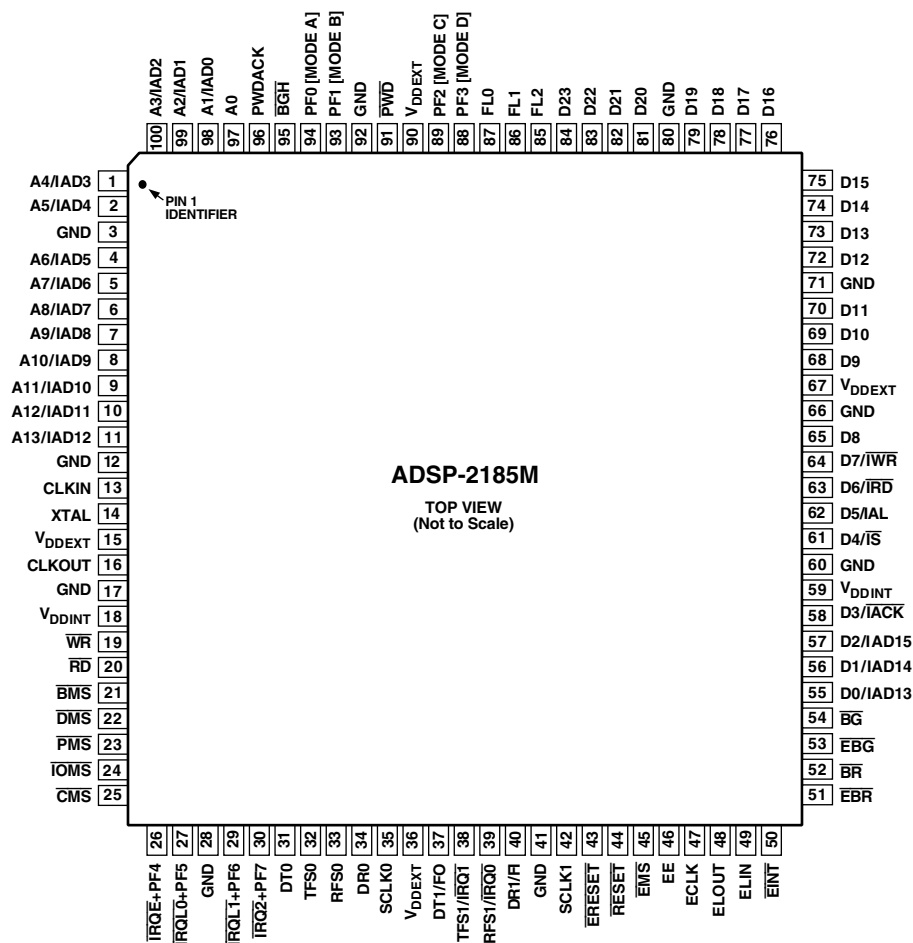 A3/IAD2
A2/IAD1
A1/IAD0
A0
PWDACK
BGH
PF0 [MODE A]
PF1 [MODE B]
GND
PWD
VDDEXT
PF2 [MODE C]
PF3 [MODE D]
FL0
FL1
FL2
D23
D22
D21
D20
GND
D19
D18
D17
D16
100
99
98
97
96
95
94
93
92
91
90
89
88
87
86
85
84
83
82
81
80
79
78
77
76
A4/IAD3 1
A5/IAD4 2
GND 3
A6/IAD5 4
A7/IAD6 5
A8/IAD7 6
A9/IAD8 7
A10/IAD9 8
A11/IAD10 9
A12/IAD11 10
A13/IAD12 11
GND 12
CLKIN 13
XTAL 14
VDDEXT 15
CLKOUT 16
GND 17
VDDINT 18
WR 19
RD 20
BMS 21
DMS 22
PMS 23
IOMS 24
CMS 25
PIN 1
IDENTIFIER
ADSP-2185M
TOP VIEW
(Not to Scale)
75 D15
74 D14
73 D13
72 D12
71 GND
70 D11
69 D10
68 D9
67 VDDEXT
66 GND
65 D8
64 D7/IWR
63 D6/IRD
62 D5/IAL
61 D4/IS
60 GND
59 VDDINT
58 D3/IACK
57 D2/IAD15
56 D1/IAD14
55 D0/IAD13
54 BG
53 EBG
52 BR
51 EBR
26
27
28
29
30
31
32
33
34
35
36
37
38
39
40
41
42
43
44
45
46
47
48
49
50
IRQE+PF4
IRQL0+PF5
GND
IRQL1+PF6
IRQ2+PF7
DT0
TFS0
RFS0
DR0
SCLK0
VDDEXT
DT1/FO
TFS1/IRQ1
RFS1/IRQ0
DR1/FI
GND
SCLK1
ERESET
RESET
EMS
EE
ECLK
ELOUT
ELIN
EINT